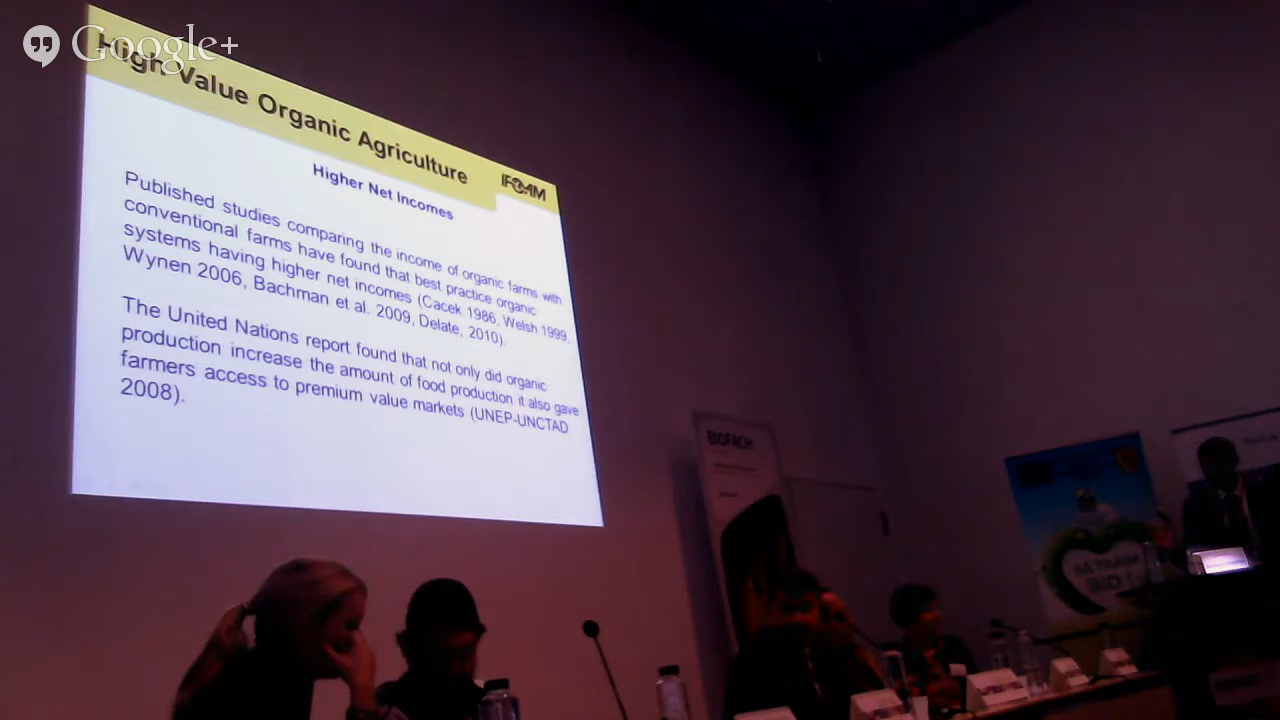 Google+
High Value Organic Agriculture
IFOAM
Higher Net Incomes
Published studies comparing the income of organic farms with
conventional farms have found that best practice organic
systems having higher net incomes (Cacek 1986, Welsh 1999,
Wynen 2006, Bachman et al. 2009, Delate, 2010).
The United Nations report found that not only did organic
production increase the amount of food production it also gave
farmers access to premium value markets (UNEP-UNCTAD
2008).
BIOFACH